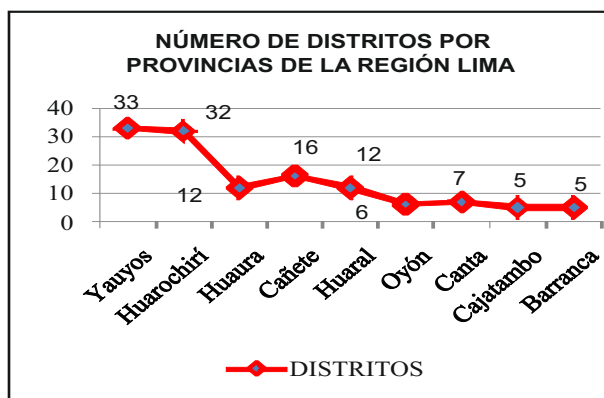 NÚMERO DE DISTRITOS POR
PROVINCIAS DE LA REGIÓN LIMA
40
30
20
10
0
33
32
12
16
12
6
7
5
5
Yauyos
Huarochirí
Huaura
Cañete
Huaral
Oyón
Canta
Cajatambo
Barranca
DISTRITOS